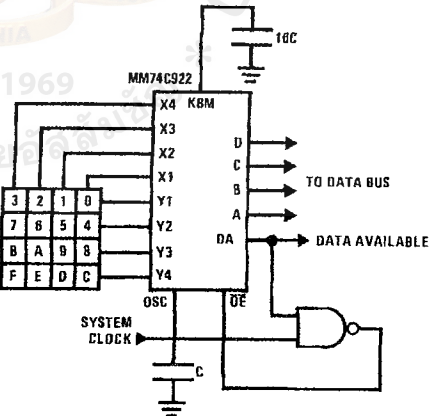 10C
1969
MM74C922
X4 KBM
X3
X2
X1
Y1
Y2
Y3
Y4
D
C
B
A
DA
TO DATA BUS
DATA AVAILABLE
3 2 1 0
7 6 5 4
B A 9 8
F E D C
OSC
OE
SYSTEM
CLOCK
C